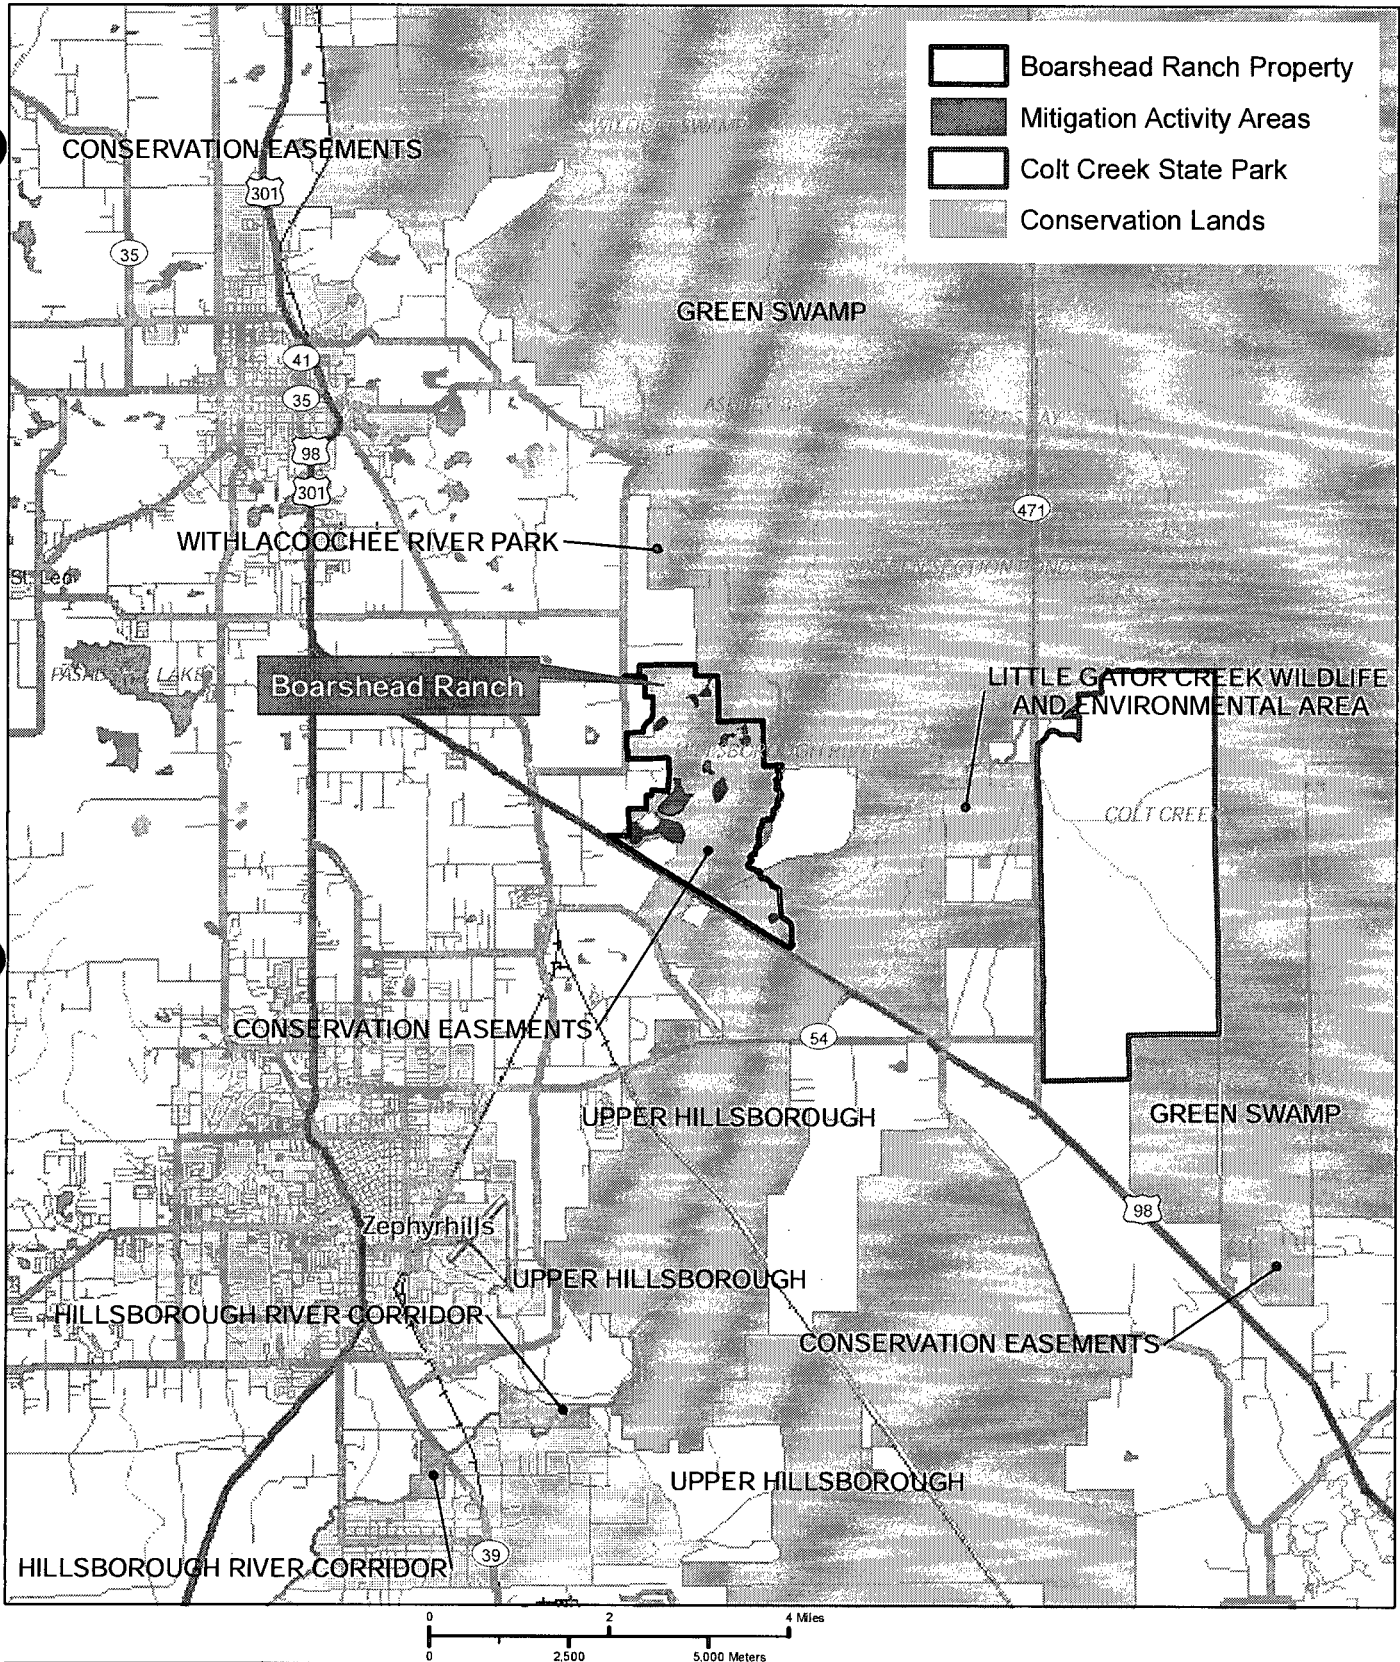 Boarshead Ranch Property
Mitigation Activity Areas
Colt Creek State Park
Conservation Lands
CONSERVATION EASEMENTS
301
35
GREEN SWAMP
41
35
98
301
471
WITHLACOOCHEE RIVER PARK
St. Leo
Boarshead Ranch
LITTLE GATOR CREEK WILDLIFE
AND ENVIRONMENTAL AREA
HILLSBOROUGH RIVER
COLT CREEK
CONSERVATION EASEMENTS
54
UPPER HILLSBOROUGH
GREEN SWAMP
98
Zephyrhills
UPPER HILLSBOROUGH
HILLSBOROUGH RIVER CORRIDOR
CONSERVATION EASEMENTS
UPPER HILLSBOROUGH
39
HILLSBOROUGH RIVER CORRIDOR
0 2 4 Miles
0 2,500 5,000 Meters